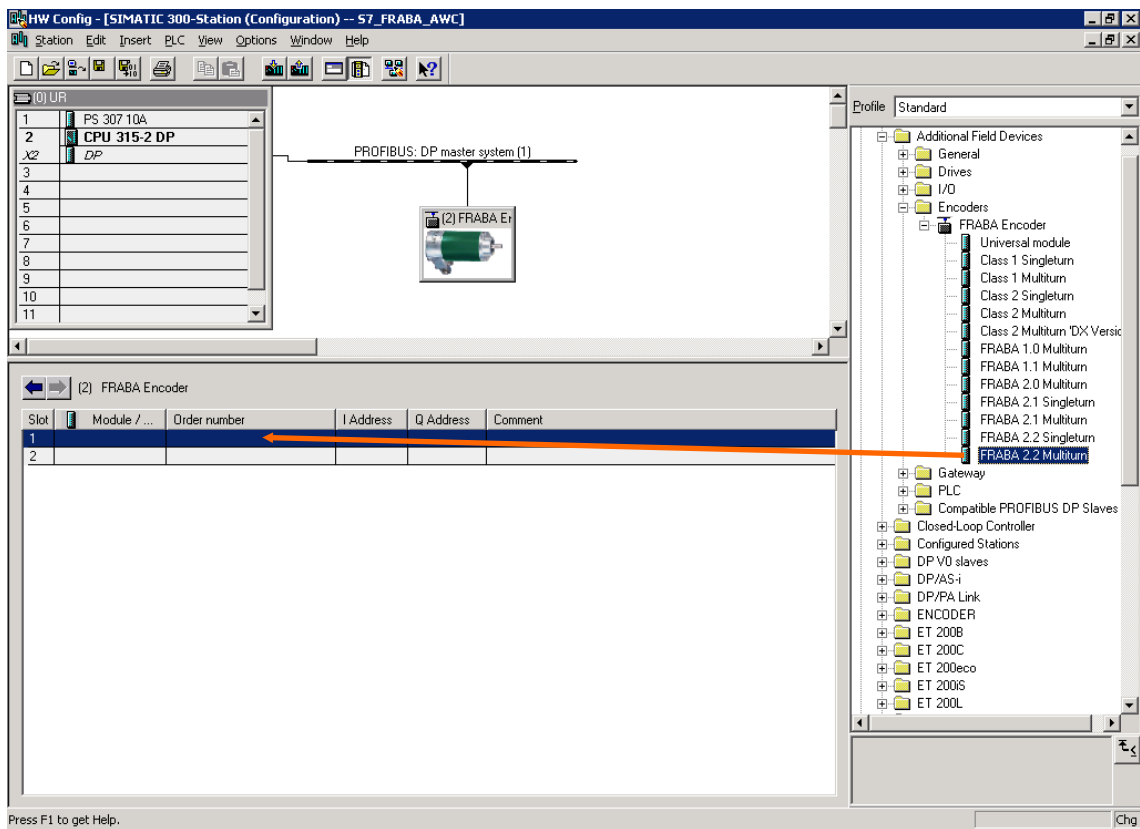 HW Config - [SIMATIC 300-Station (Configuration) -- S7_FRABA_AWC]
Station Edit Insert PLC View Options Window Help
(0) UR
1 PS 307 10A
2 CPU 315-2 DP
X2 DP
3
4
5
6
7
8
9
10
11
PROFIBUS: DP master system (1)
(2) FRABA Er
(2) FRABA Encoder
Slot Module / ... Order number I Address Q Address Comment
1
2
Profile Standard
Additional Field Devices
General
Drives
I/O
Encoders
FRABA Encoder
Universal module
Class 1 Singleturn
Class 1 Multiturn
Class 2 Singleturn
Class 2 Multiturn
Class 2 Multiturn 'DX Versic
FRABA 1.0 Multiturn
FRABA 1.1 Multiturn
FRABA 2.0 Multiturn
FRABA 2.1 Singleturn
FRABA 2.1 Multiturn
FRABA 2.2 Singleturn
FRABA 2.2 Multiturn
Gateway
PLC
Compatible PROFIBUS DP Slaves
Closed-Loop Controller
Configured Stations
DP V0 slaves
DP/AS-i
DP/PA Link
ENCODER
ET 200B
ET 200C
ET 200eco
ET 200iS
ET 200L
Press F1 to get Help.
Chg